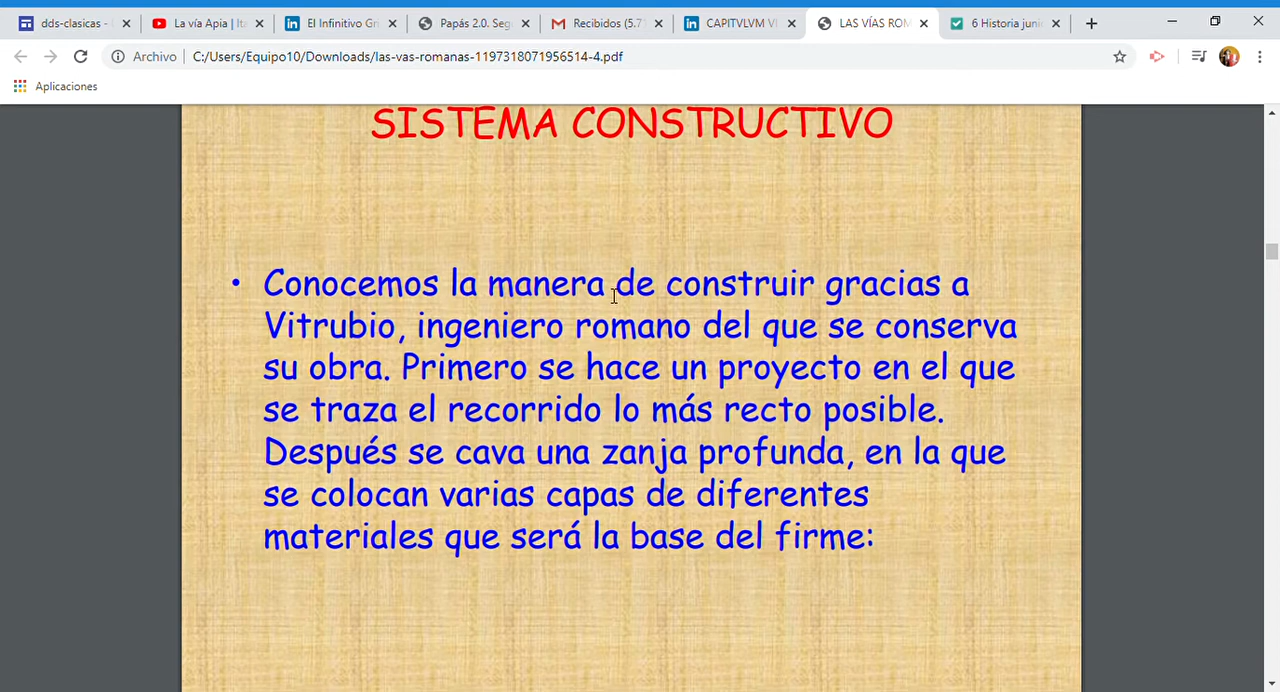 dds-clasicas -
La vía Apia | Ita
El Infinitivo Gr
Papás 2.0. Seg
Recibidos (5.7
CAPITVLVM V
LAS VÍAS ROM
6 Historia juni
Archivo
C:/Users/Equipo10/Downloads/las-vas-romanas-1197318071956514-4.pdf
Aplicaciones
SISTEMA CONSTRUCTIVO
• Conocemos la manera de construir gracias a
Vitrubio, ingeniero romano del que se conserva
su obra. Primero se hace un proyecto en el que
se traza el recorrido lo más recto posible.
Después se cava una zanja profunda, en la que
se colocan varias capas de diferentes
materiales que será la base del firme: